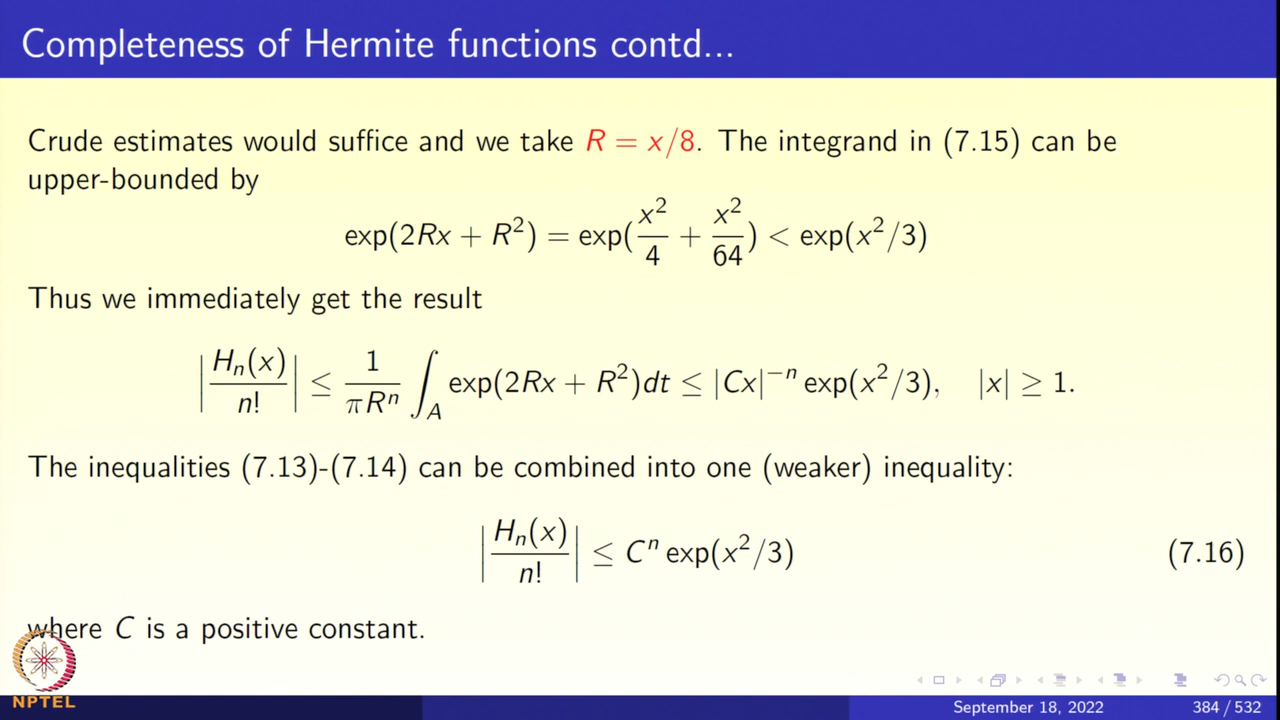 Completeness of Hermite functions contd...
Crude estimates would suffice and we take R = x/8. The integrand in (7.15) can be
upper-bounded by
exp(2Rx + R²) = exp(x²/4 + x²/64) < exp(x²/3)
Thus we immediately get the result
|Hₙ(x)/n!| ≤ 1/πRⁿ ∫_A exp(2Rx + R²)dt ≤ |Cx|⁻ⁿ exp(x²/3), |x| ≥ 1.
The inequalities (7.13)-(7.14) can be combined into one (weaker) inequality:
|Hₙ(x)/n!| ≤ Cⁿ exp(x²/3) (7.16)
where C is a positive constant.
NPTEL
September 18, 2022 384 / 532